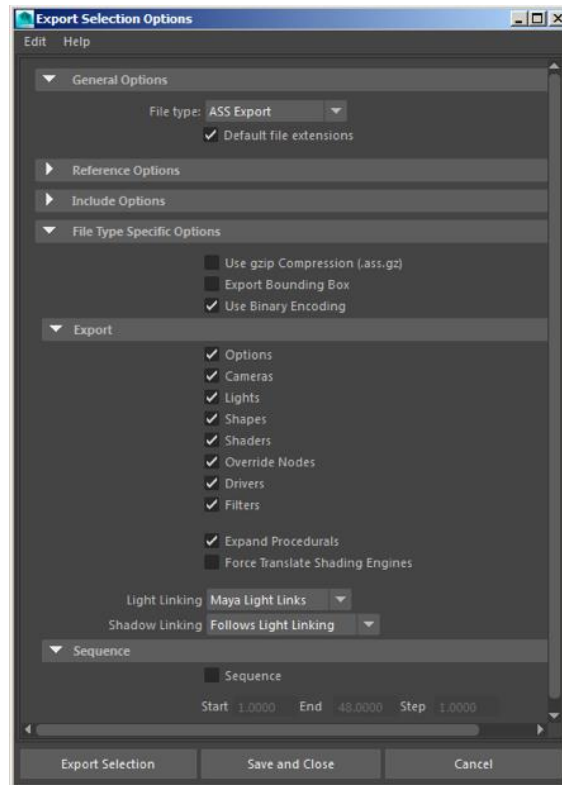 Export Selection Options
Edit Help
General Options
File type: ASS Export
Default file extensions
Reference Options
Include Options
File Type Specific Options
Use gzip Compression (.ass.gz)
Export Bounding Box
Use Binary Encoding
Export
Options
Cameras
Lights
Shapes
Shaders
Override Nodes
Drivers
Filters
Expand Procedurals
Force Translate Shading Engines
Light Linking Maya Light Links
Shadow Linking Follows Light Linking
Sequence
Sequence
Start 1.0000 End 48.0000 Step 1.0000
Export Selection Save and Close Cancel